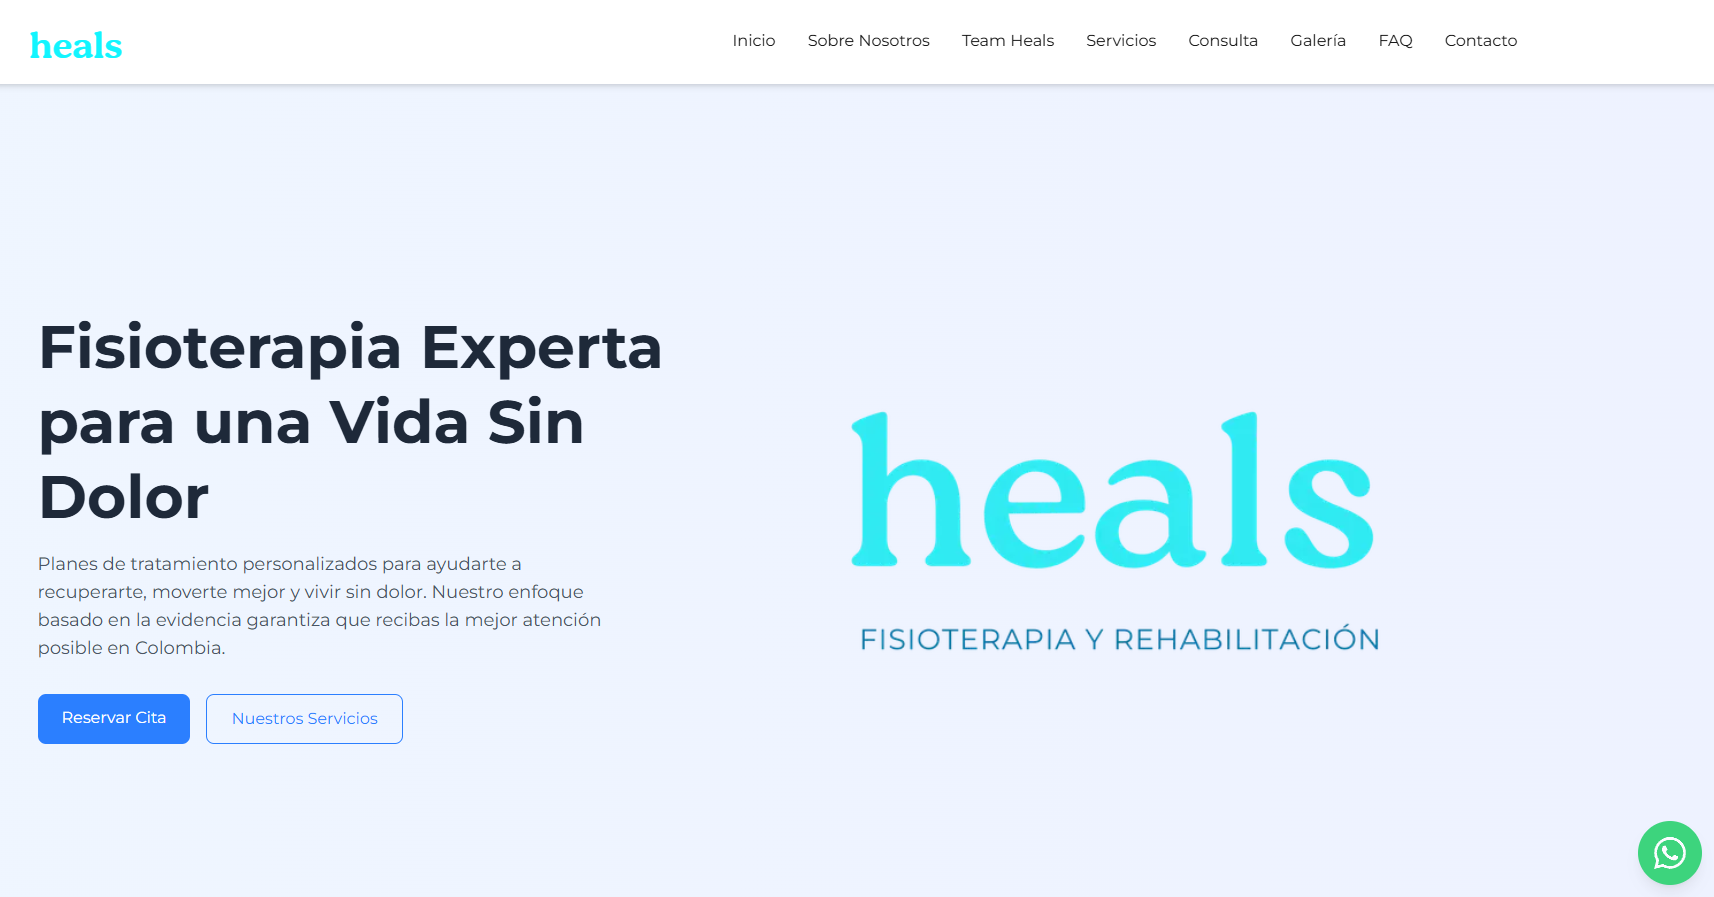 heals
Inicio Sobre Nosotros Team Heals Servicios Consulta Galería FAQ Contacto
Fisioterapia Experta
para una Vida Sin
Dolor
Planes de tratamiento personalizados para ayudarte a
recuperarte, moverte mejor y vivir sin dolor. Nuestro enfoque
basado en la evidencia garantiza que recibas la mejor atención
posible en Colombia.
Reservar Cita Nuestros Servicios
heals
FISIOTERAPIA Y REHABILITACIÓN